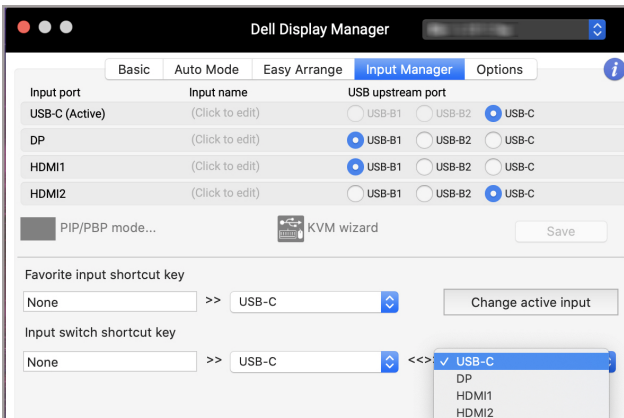 Dell Display Manager
Basic Auto Mode Easy Arrange Input Manager Options i
Input port Input name USB upstream port
USB-C (Active) (Click to edit) USB-B1 USB-B2 USB-C
DP (Click to edit) USB-B1 USB-B2 USB-C
HDMI1 (Click to edit) USB-B1 USB-B2 USB-C
HDMI2 (Click to edit) USB-B1 USB-B2 USB-C
PIP/PBP mode... KVM wizard Save
Favorite input shortcut key
None >> USB-C Change active input
Input switch shortcut key
None >> USB-C <<>> ✓ USB-C
DP
HDMI1
HDMI2